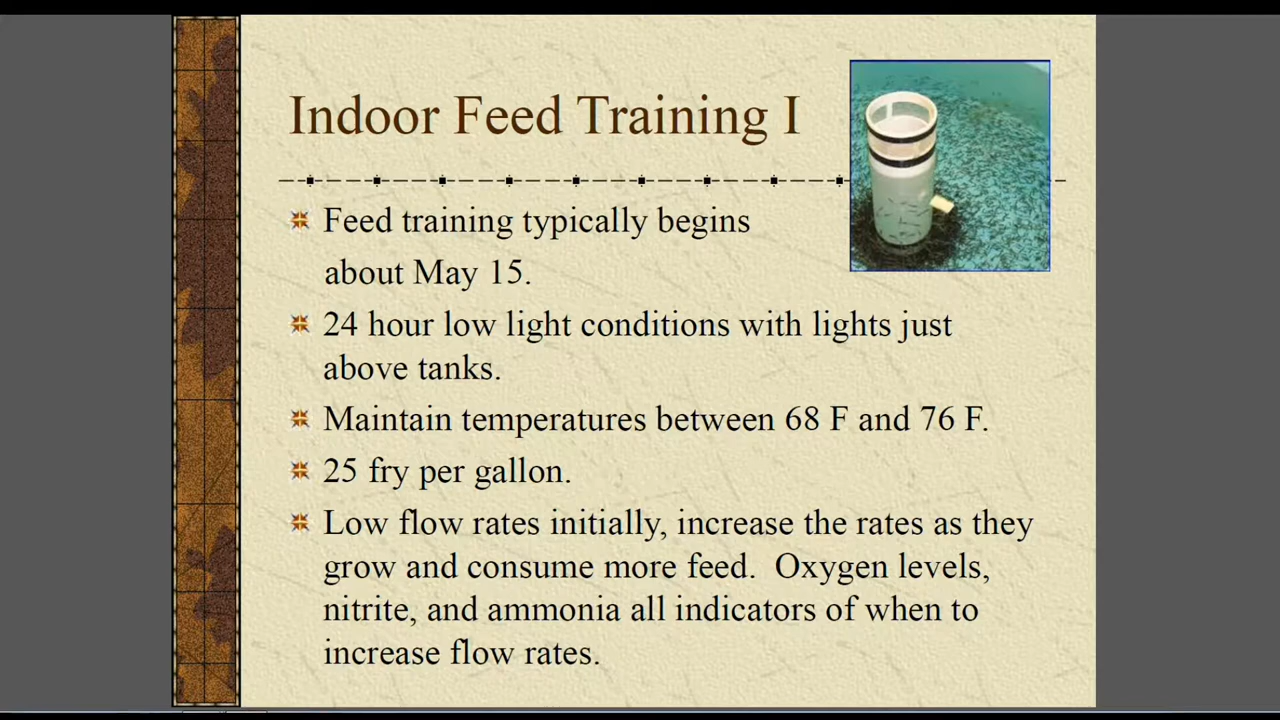 Indoor Feed Training I
Feed training typically begins
about May 15.
24 hour low light conditions with lights just
above tanks.
Maintain temperatures between 68 F and 76 F.
25 fry per gallon.
Low flow rates initially, increase the rates as they
grow and consume more feed.  Oxygen levels,
nitrite, and ammonia all indicators of when to
increase flow rates.